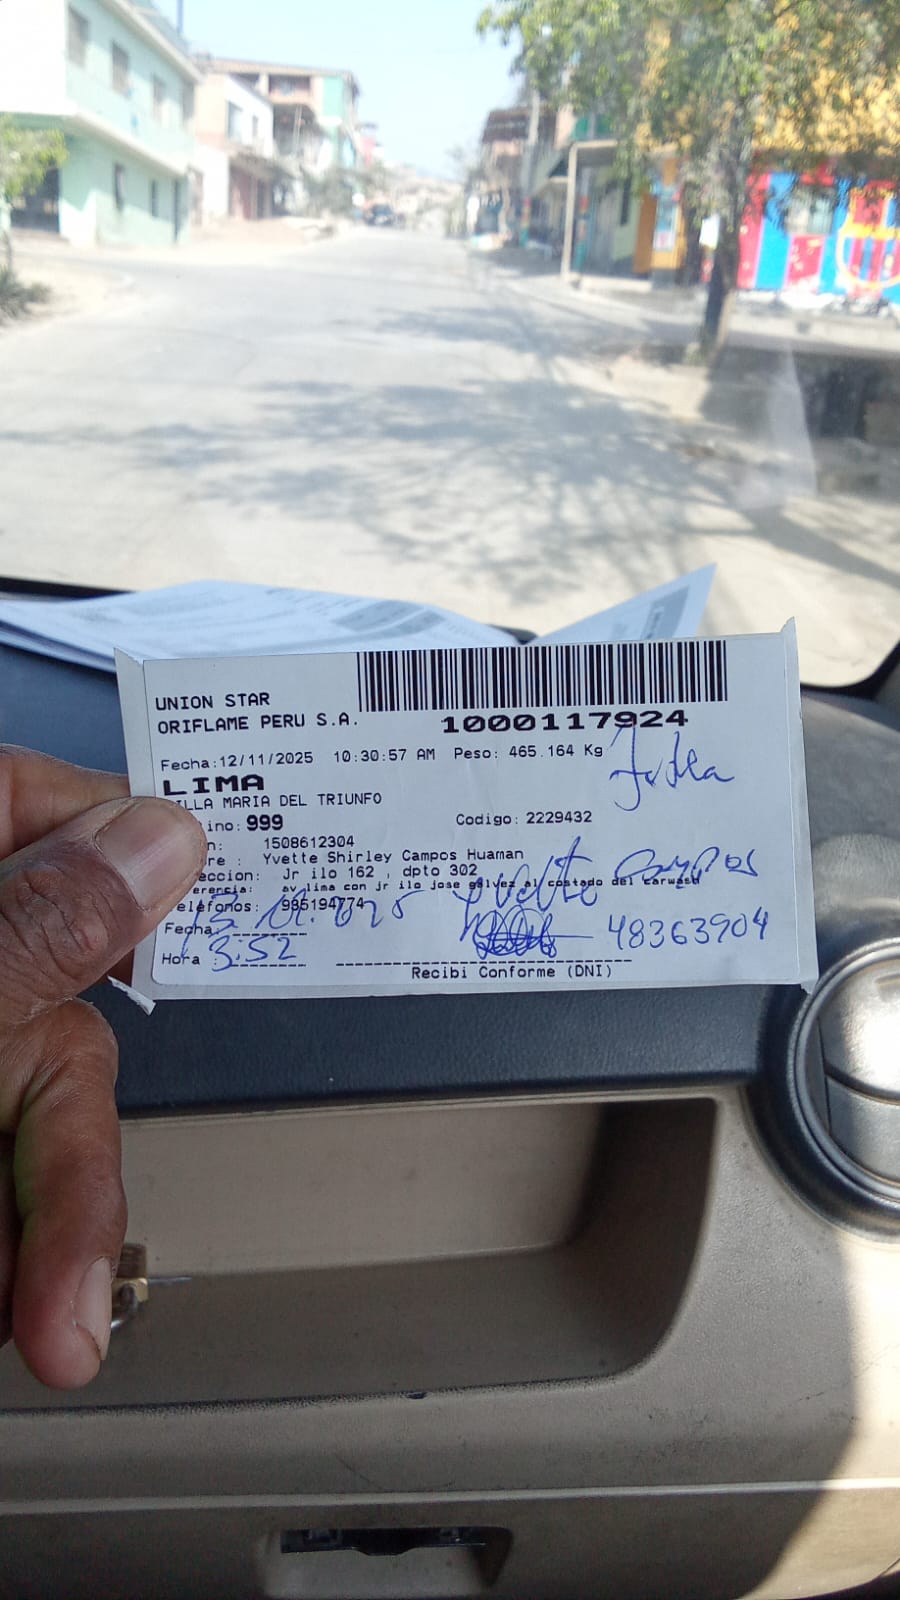 UNION STAR
ORIFLAME PERU S.A.
1000117924
Fecha:12/11/2025 10:30:57 AM Peso: 465.164 Kg
LIMA
ILLA MARIA DEL TRIUNFO
ino: 999 Codigo: 2229432
n: 1508612304
re : Yvette Shirley Campos Huaman
eccion: Jr ilo 162 , dpto 302
erencia: av lima con jr ilo jose galvez al costado del carwash
eléfonos: 985194774
Yvette Campos
Fecha:
48363904
Hora : 3:52
Recibi Conforme (DNI)